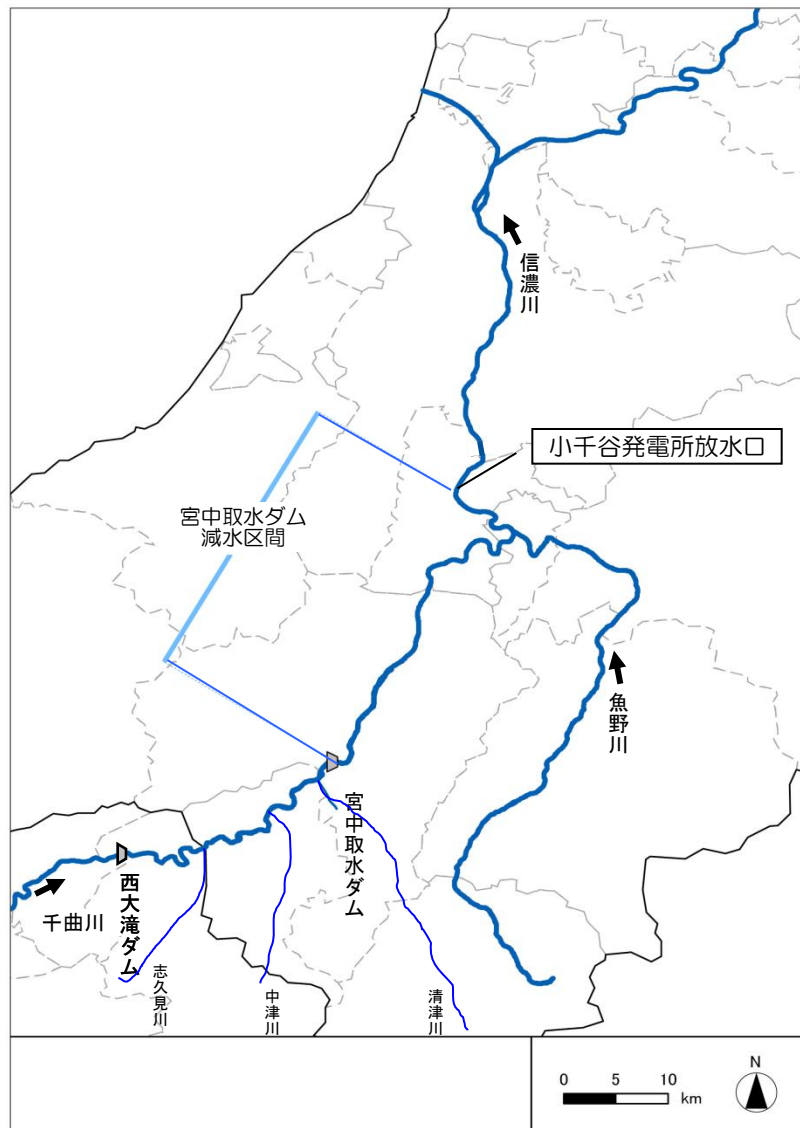 信濃川
小千谷発電所放水口
宮中取水ダム
減水区間
魚野川
宮中取水ダム
西大滝ダム
千曲川
志久見川
中津川
清津川
0 5 10
km
N